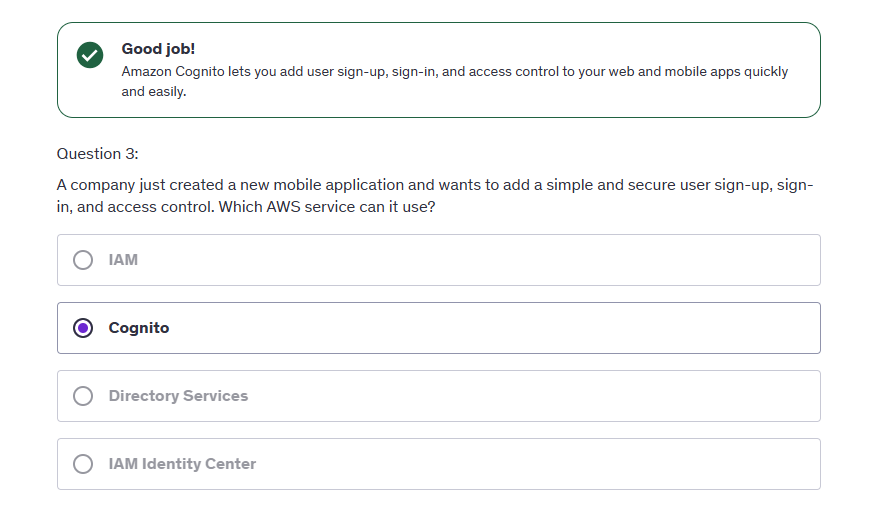 Good job!
Amazon Cognito lets you add user sign-up, sign-in, and access control to your web and mobile apps quickly
and easily.
Question 3:
A company just created a new mobile application and wants to add a simple and secure user sign-up, sign-
in, and access control. Which AWS service can it use?
IAM
Cognito
Directory Services
IAM Identity Center